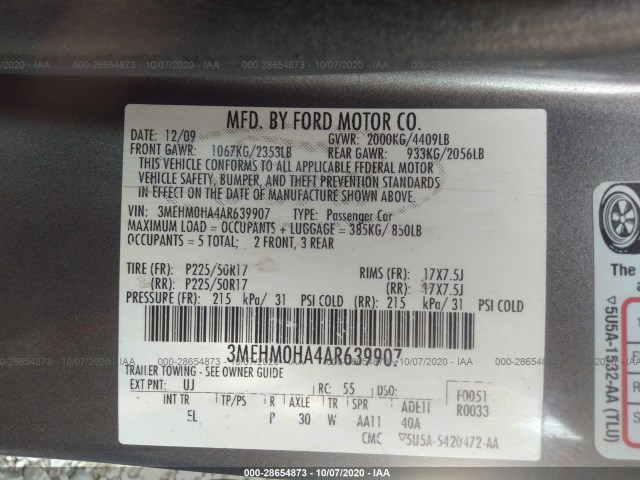 000-28654873 - 10/07/2020 - IAA
MFD. BY FORD MOTOR CO.
DATE: 12/09 GVWR: 2000KG/4409LB
FRONT GAWR: 1067KG/2353LB REAR GAWR: 933KG/2056LB
THIS VEHICLE CONFORMS TO ALL APPLICABLE FEDERAL MOTOR
VEHICLE SAFETY, BUMPER, AND THEFT PREVENTION STANDARDS
IN EFFECT ON THE DATE OF MANUFACTURE SHOWN ABOVE.
VIN: 3MEHM0HA4AR639907 TYPE: Passenger Car
MAXIMUM LOAD = OCCUPANTS + LUGGAGE = 385KG/ 850LB
OCCUPANTS = 5 TOTAL: 2 FRONT, 3 REAR
TIRE (FR): P225/50R17 RIMS (FR): 17X7.5J
(RR): P225/50R17 (RR): 17X7.5J
PRESSURE (FR): 215 kPa/ 31 PSI COLD (RR): 215 kPa/ 31 PSI COLD
3MEHM0HA4AR639907
TRAILER TOWING - SEE OWNER GUIDE
EXT PNT: UJ RC: 55 DSO: F0051
INT TR TP/PS R AXLE TR SPR R0033
EL P 30 W AA11 40A
CMC ▽5U5A-5420472-AA
The
▽5U5A-1532-AA (TLU)
000-28654873 - 10/07/2020 - IAA